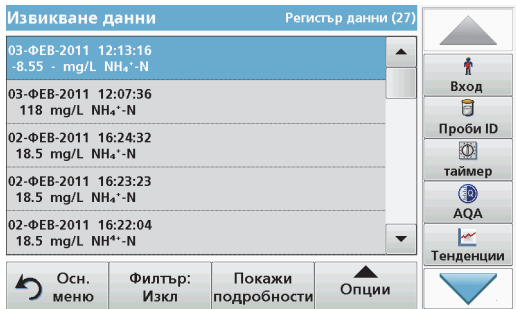 Извикване данни
Регистър данни (27)
03-ФЕВ-2011 12:13:16
-8.55 - mg/L NH₄⁺-N
03-ФЕВ-2011 12:07:36
118 mg/L NH₄⁺-N
02-ФЕВ-2011 16:24:32
18.5 mg/L NH₄⁺-N
02-ФЕВ-2011 16:23:23
18.5 mg/L NH₄⁺-N
02-ФЕВ-2011 16:22:04
18.5 mg/L NH⁴⁺-N
Вход
Проби ID
таймер
AQA
Тенденции
Осн.
меню
Филтър:
Изкл
Покажи
подробности
Опции